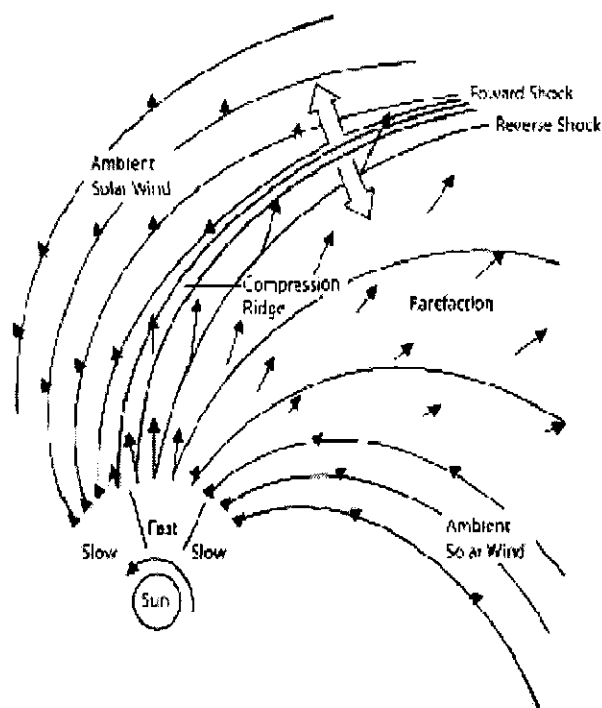 Foward Shock
Reverse Shock
Ambient
Solar Wind
Compression
Ridge
Rarefaction
Fast
Slow
Slow
Ambient
Solar Wind
Sun